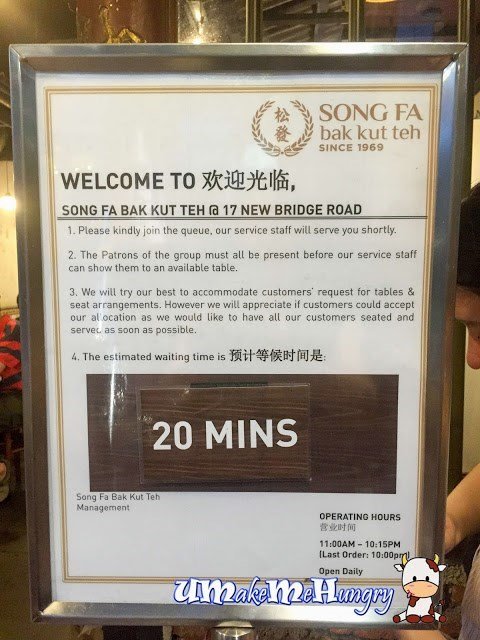 松發
SONG FA
bak kut teh
SINCE 1969
WELCOME TO 欢迎光临,
SONG FA BAK KUT TEH @ 17 NEW BRIDGE ROAD
1. Please kindly join the queue, our service staff will serve you shortly.
2. The Patrons of the group must all be present before our service staff
can show them to an available table.
3. We will try our best to accommodate customers' request for tables &
seat arrangements. However we will appreciate if customers could accept
our allocation as we would like to have all our customers seated and
served as soon as possible.
4. The estimated waiting time is 预计等候时间是:
20 MINS
Song Fa Bak Kut Teh
Management
OPERATING HOURS
营业时间
11:00AM – 10:15PM
(Last Order: 10:00pm)
Open Daily
UMakeMeHungry